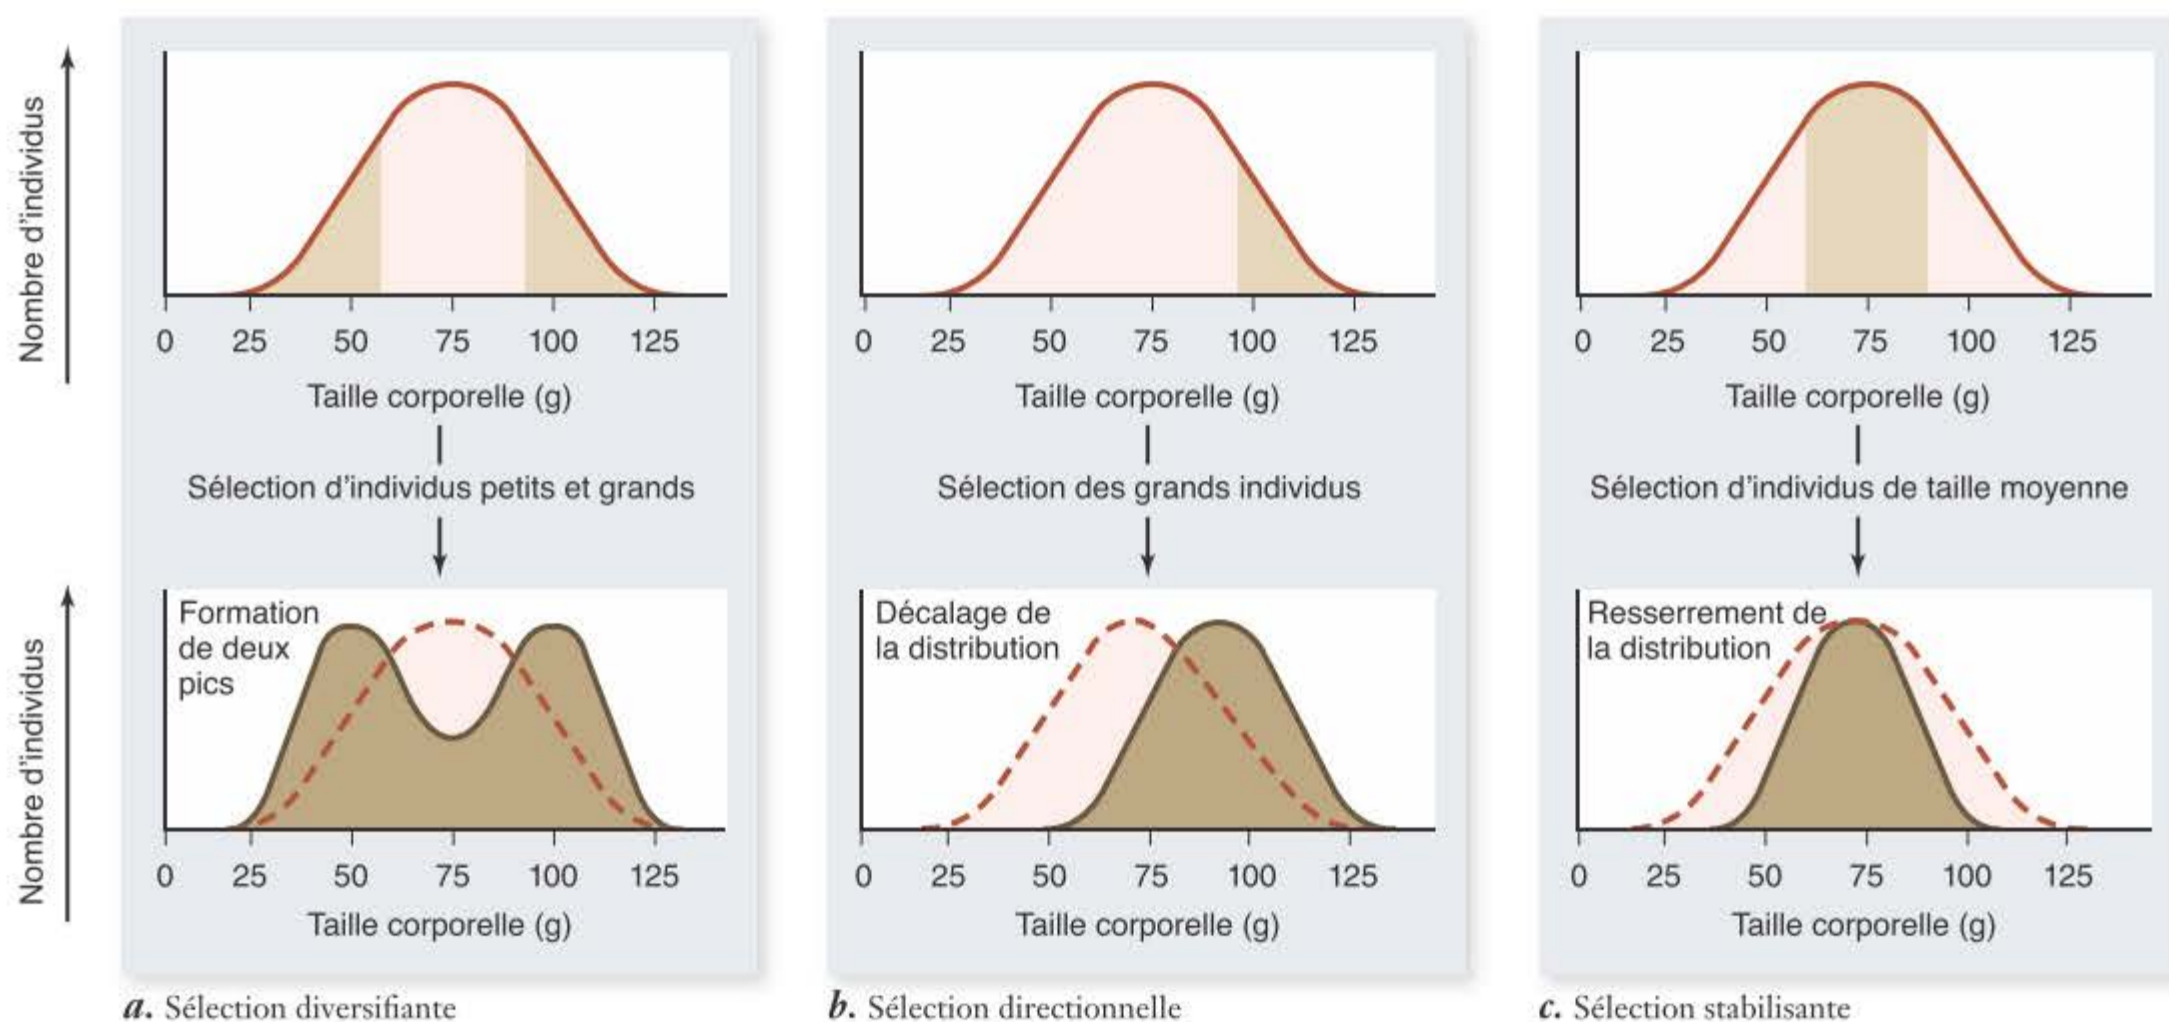 Nombre d'individus
0 25 50 75 100 125
Taille corporelle (g)
Sélection d'individus petits et grands
Nombre d'individus
Formation
de deux
pics
0 25 50 75 100 125
Taille corporelle (g)
a. Sélection diversifiante
0 25 50 75 100 125
Taille corporelle (g)
Sélection des grands individus
Décalage de
la distribution
0 25 50 75 100 125
Taille corporelle (g)
b. Sélection directionnelle
0 25 50 75 100 125
Taille corporelle (g)
Sélection d'individus de taille moyenne
Resserrement de
la distribution
0 25 50 75 100 125
Taille corporelle (g)
c. Sélection stabilisante